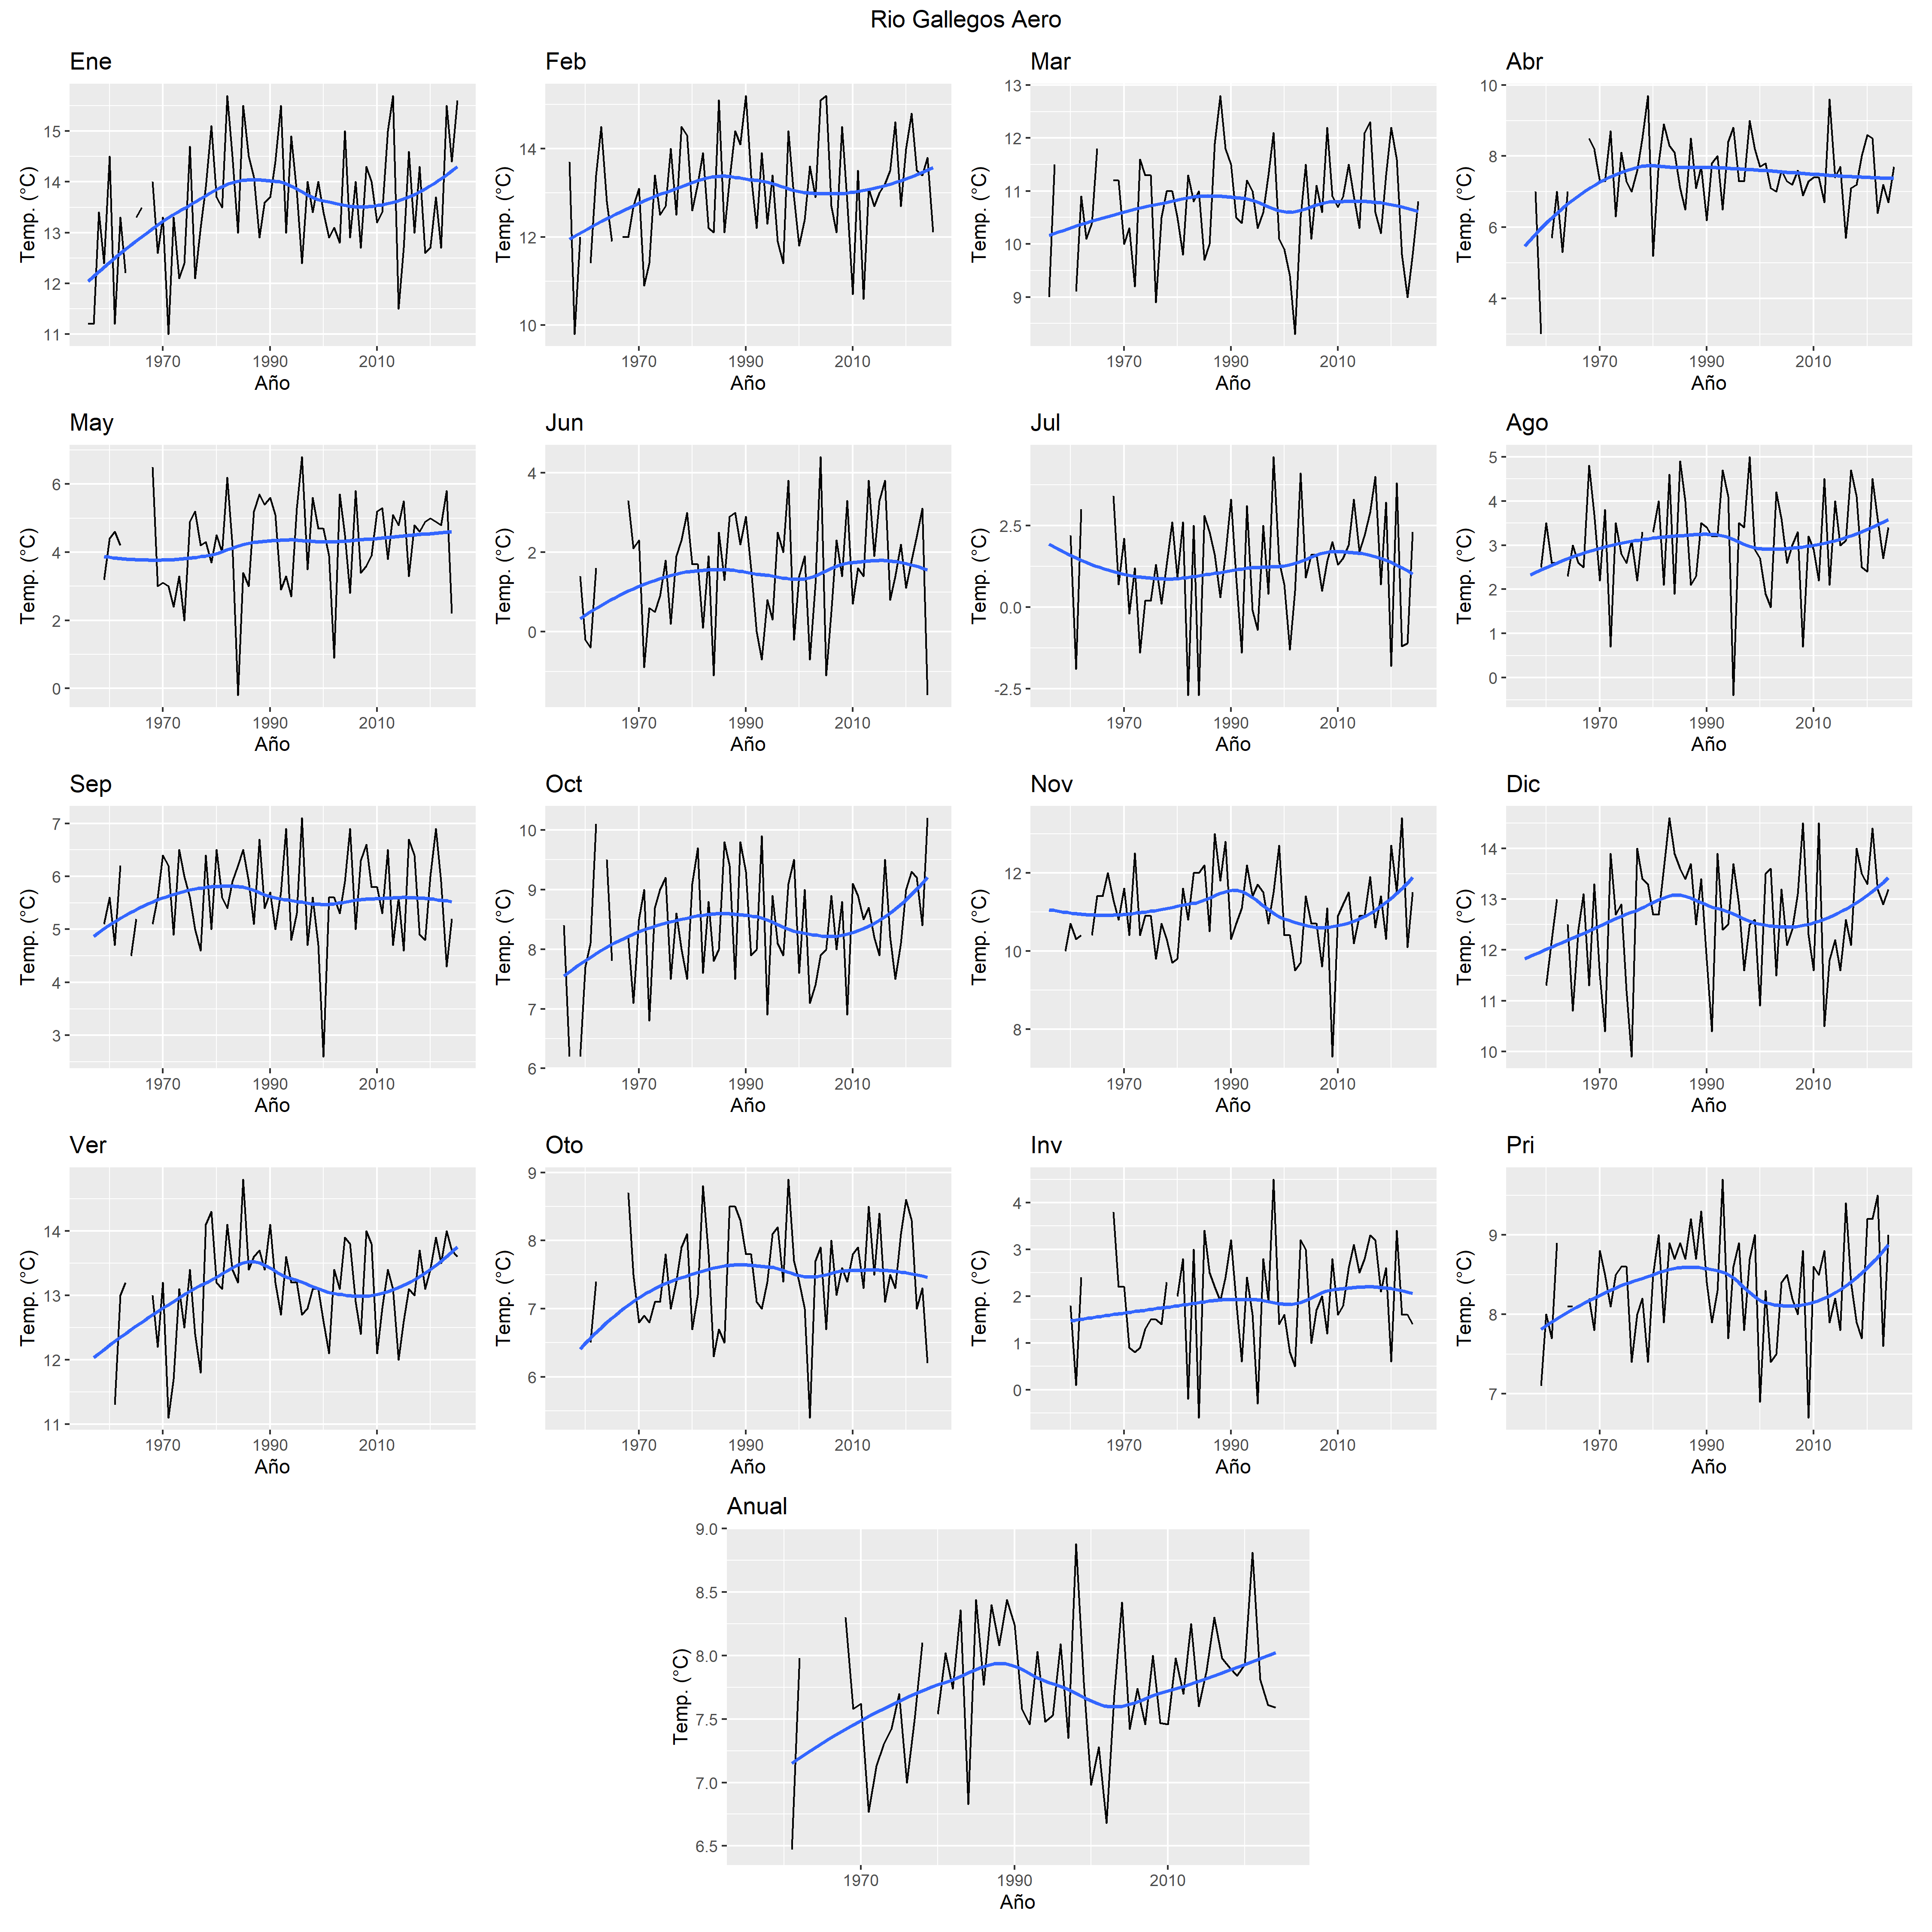 Rio Gallegos Aero
Ene Feb Mar Abr
Temp. (°C) 15 14 13 12 11
Temp. (°C) 14 12 10
Temp. (°C) 13 12 11 10 9
Temp. (°C) 10 8 6 4
1970 1990 2010 1970 1990 2010 1970 1990 2010 1970 1990 2010
Año Año Año Año
May Jun Jul Ago
Temp. (°C) 6 4 2 0
Temp. (°C) 4 2 0
Temp. (°C) 2.5 0.0 -2.5
Temp. (°C) 5 4 3 2 1 0
1970 1990 2010 1970 1990 2010 1970 1990 2010 1970 1990 2010
Año Año Año Año
Sep Oct Nov Dic
Temp. (°C) 7 6 5 4 3
Temp. (°C) 10 9 8 7 6
Temp. (°C) 12 10 8
Temp. (°C) 14 13 12 11 10
1970 1990 2010 1970 1990 2010 1970 1990 2010 1970 1990 2010
Año Año Año Año
Ver Oto Inv Pri
Temp. (°C) 14 13 12 11
Temp. (°C) 9 8 7 6
Temp. (°C) 4 3 2 1 0
Temp. (°C) 9 8 7
1970 1990 2010 1970 1990 2010 1970 1990 2010 1970 1990 2010
Año Año Año Año
Anual
Temp. (°C) 9.0 8.5 8.0 7.5 7.0 6.5
1970 1990 2010
Año